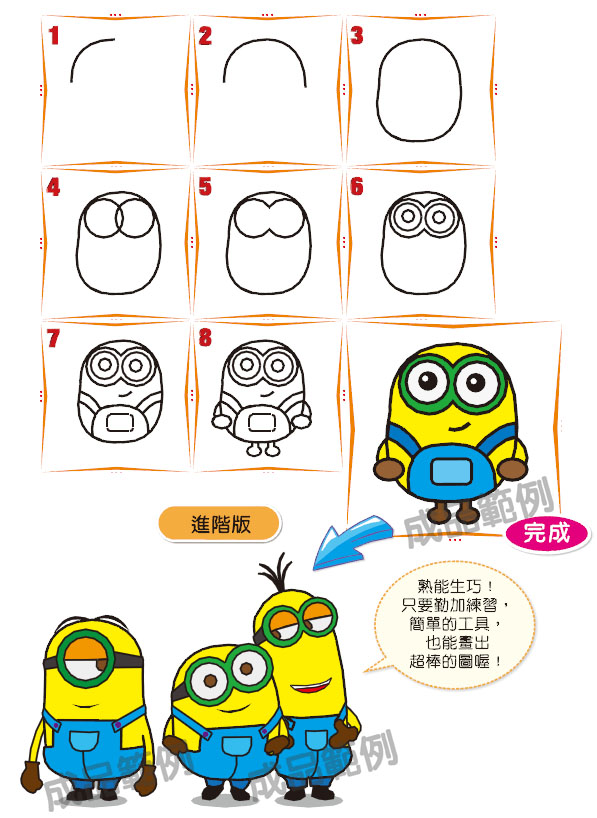 1
2
3
4
5
6
7
8
成品範例
完成
進階版
熟能生巧！
只要勤加練習，
簡單的工具，
也能畫出
超棒的圖喔！
成品範例
成品範例